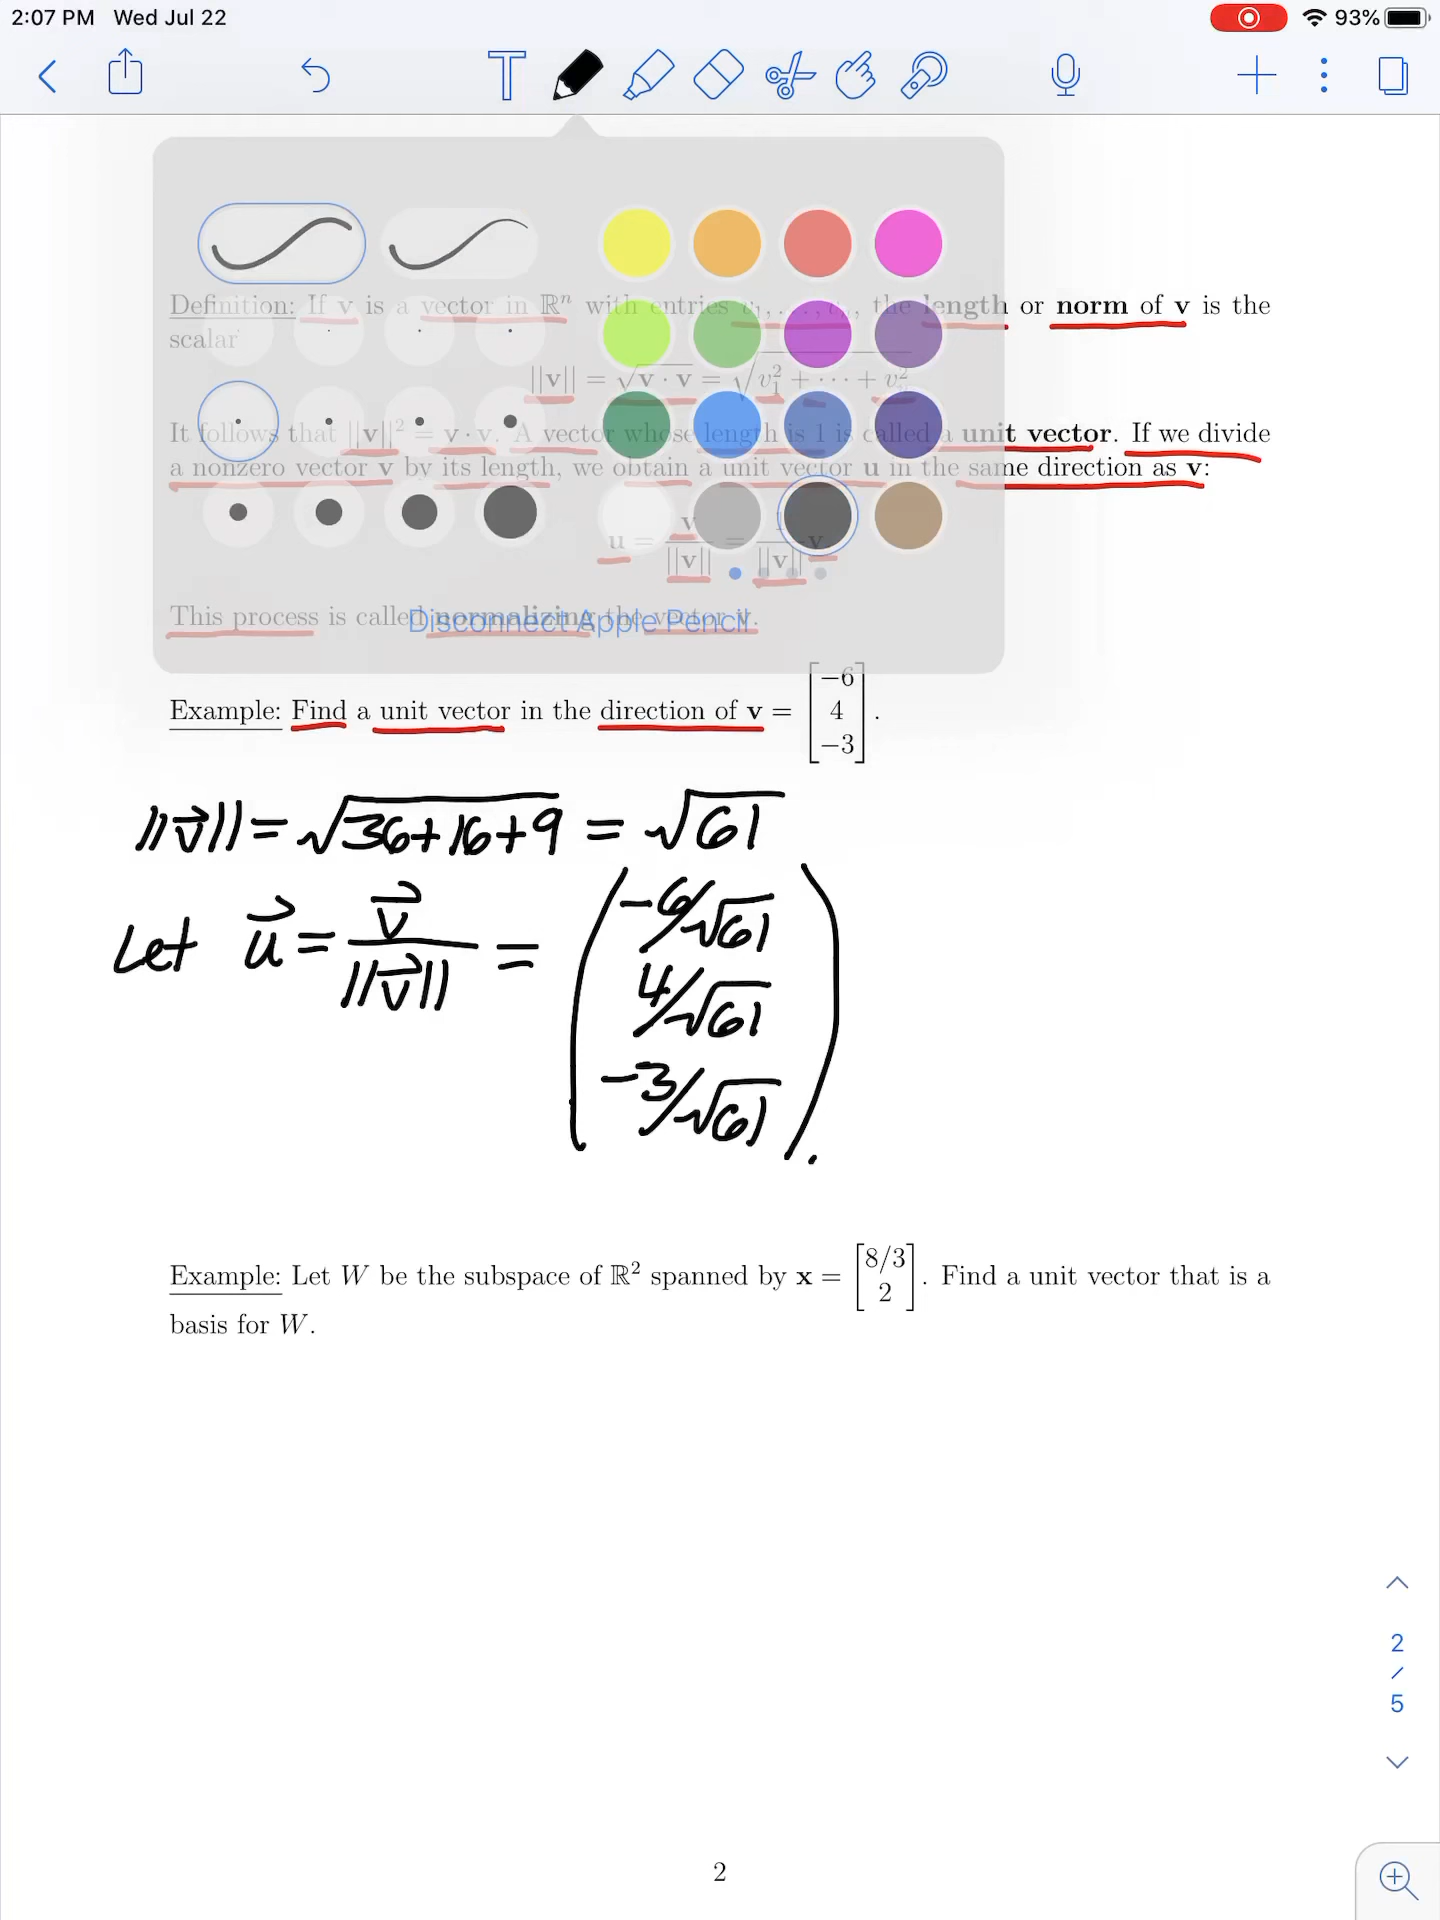 2:07 PM Wed Jul 22 93%
Definition: If v is a vector in ℝⁿ with entries v₁, . . . , vₙ, the length or norm of v is the
scalar
||v|| = √(v · v) = √(v₁² + · · · + vₙ²)
It follows that ||v||² = v · v. A vector whose length is 1 is called a unit vector. If we divide
a nonzero vector v by its length, we obtain a unit vector u in the same direction as v:
u = v/||v|| = 1/||v|| v
This process is called normalizing the vector v.
Disconnect Apple Pencil
Example: Find a unit vector in the direction of v = [−6 4 −3].
||v⃗|| = √(36+16+9) = √61
Let u⃗ = v⃗/||v⃗|| = (−6/√61
4/√61
−3/√61).
Example: Let W be the subspace of ℝ² spanned by x = [8/3 2]. Find a unit vector that is a
basis for W.
2
/
5
2